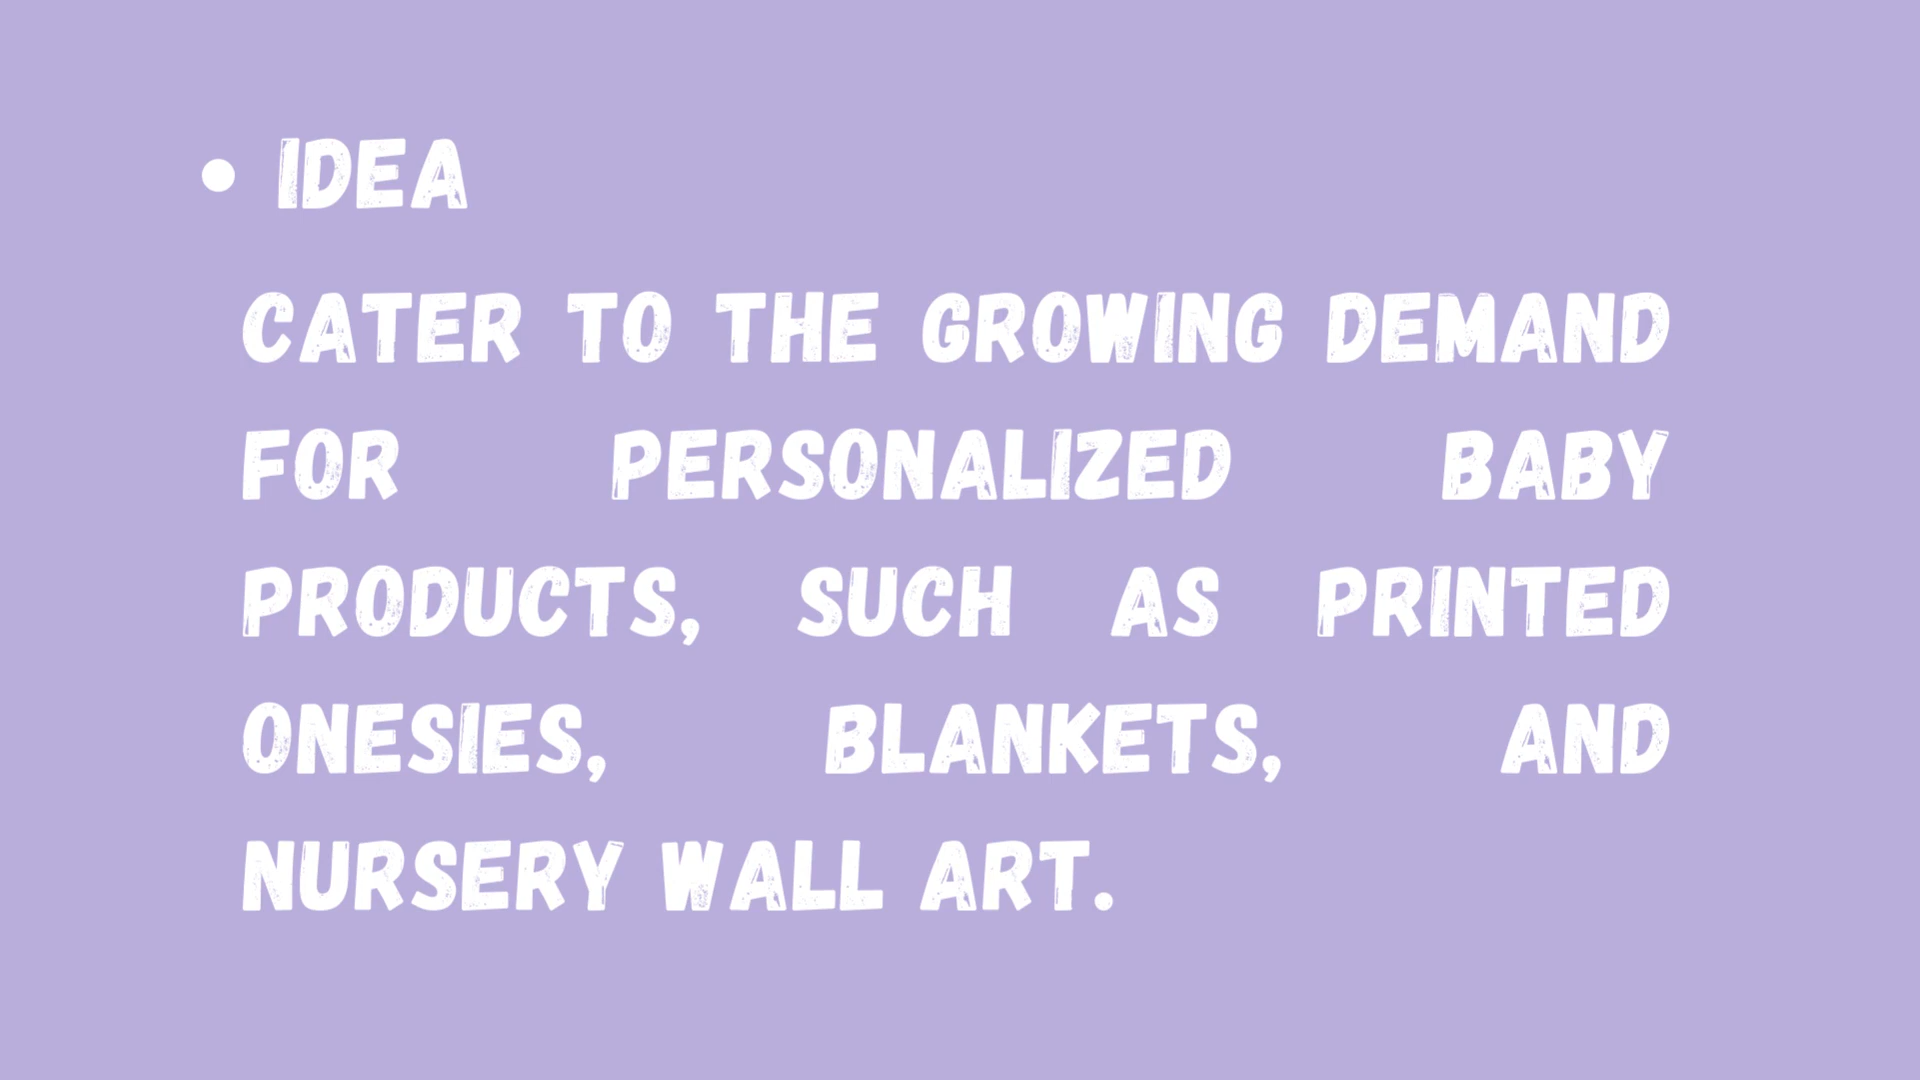 • IDEA
CATER TO THE GROWING DEMAND
FOR PERSONALIZED BABY
PRODUCTS, SUCH AS PRINTED
ONESIES, BLANKETS, AND
NURSERY WALL ART.